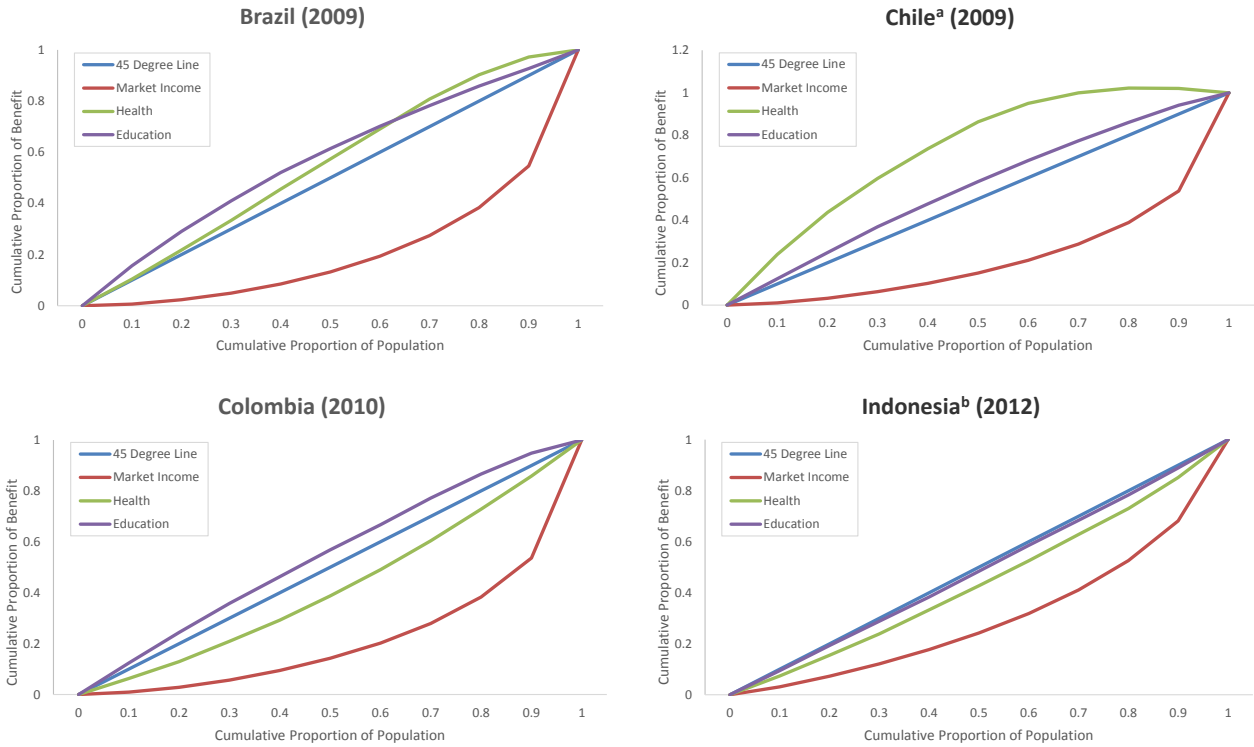 Brazil (2009)
1
0.8
0.6
0.4
0.2
0
Cumulative Proportion of Benefit
45 Degree Line
Market Income
Health
Education
0 0.1 0.2 0.3 0.4 0.5 0.6 0.7 0.8 0.9 1
Cumulative Proportion of Population
Chileᵃ (2009)
1.2
1
0.8
0.6
0.4
0.2
0
Cumulative Proportion of Benefit
45 Degree Line
Market Income
Health
Education
0 0.1 0.2 0.3 0.4 0.5 0.6 0.7 0.8 0.9 1
Cumulative Proportion of Population
Colombia (2010)
1
0.8
0.6
0.4
0.2
0
Cumulative Proportion of Benefit
45 Degree Line
Market Income
Health
Education
0 0.1 0.2 0.3 0.4 0.5 0.6 0.7 0.8 0.9 1
Cumulative Proportion of Population
Indonesiaᵇ (2012)
1
0.8
0.6
0.4
0.2
0
Cumulative Proportion of Benefit
45 Degree Line
Market Income
Health
Education
0 0.1 0.2 0.3 0.4 0.5 0.6 0.7 0.8 0.9 1
Cumulative Proportion of Population